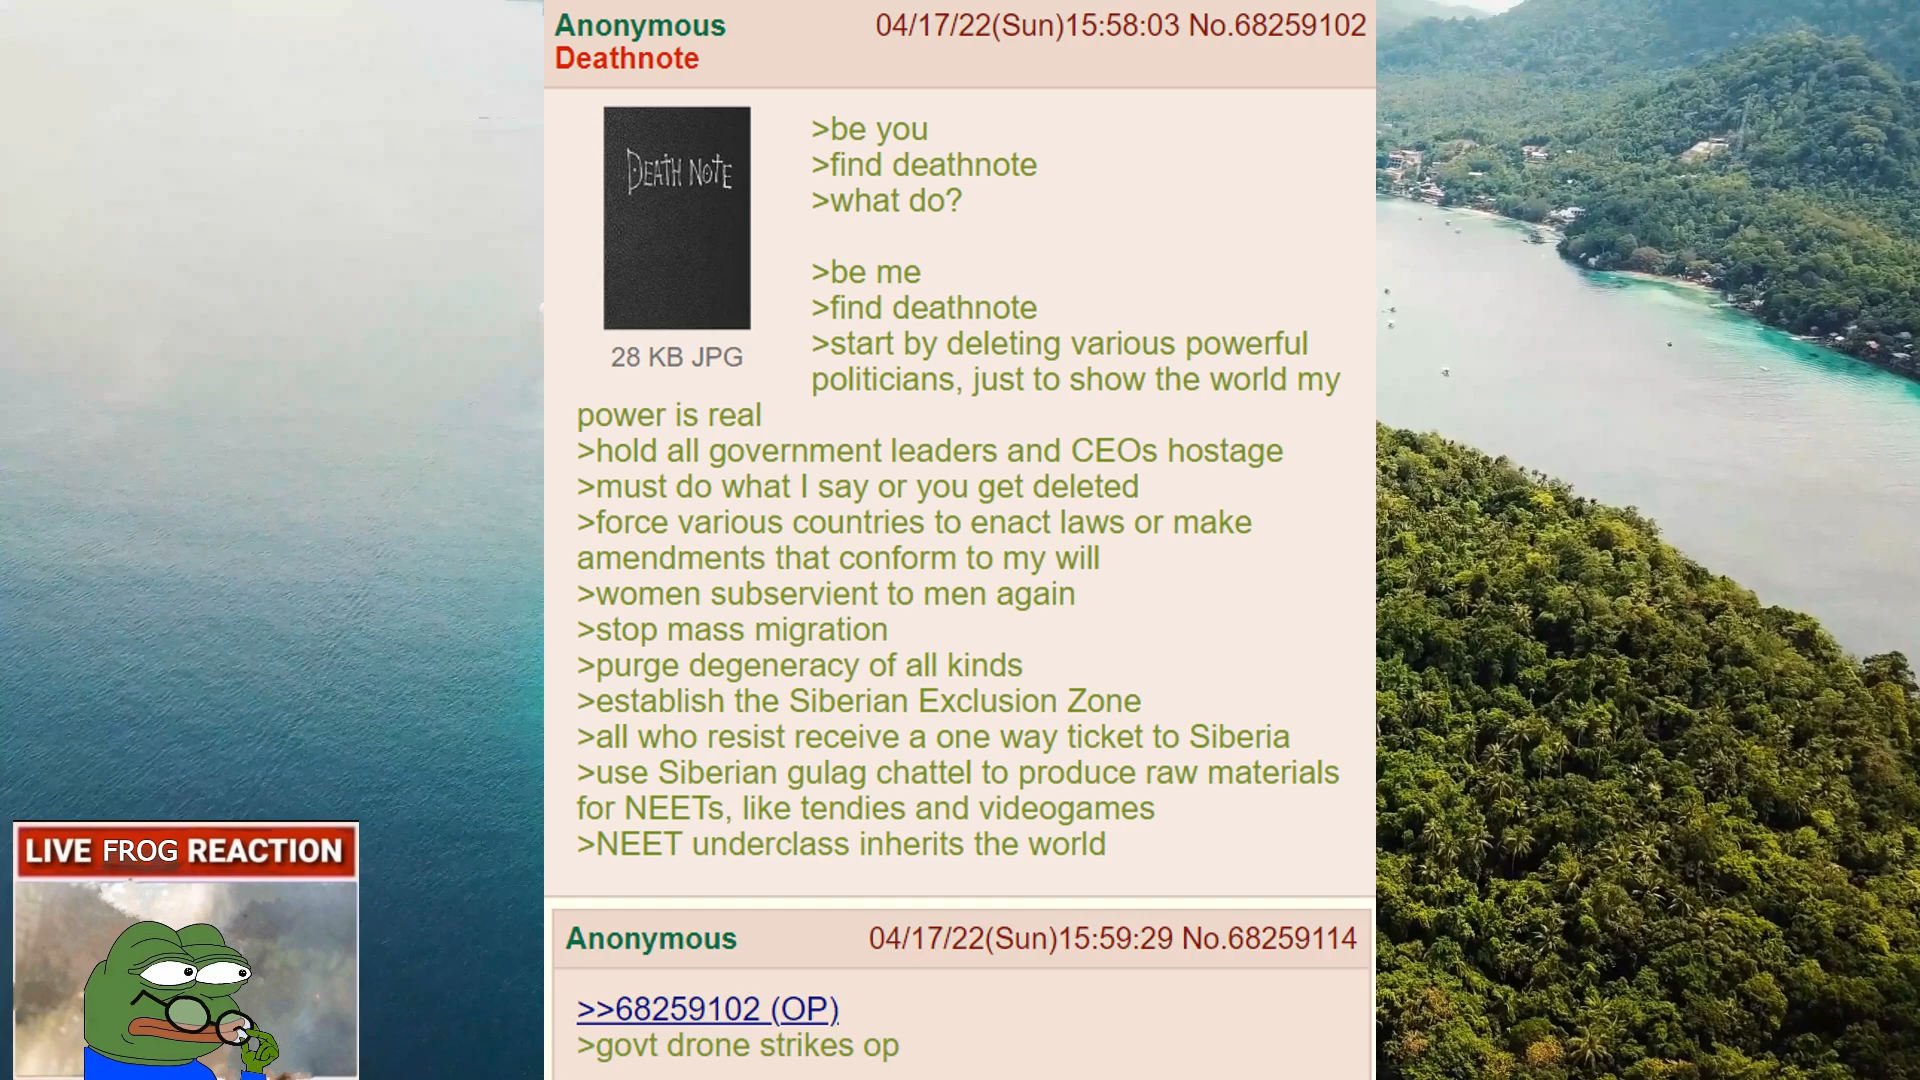 Anonymous 04/17/22(Sun)15:58:03 No.68259102
Deathnote
DEATH NOTE
28 KB JPG
>be you
>find deathnote
>what do?
>be me
>find deathnote
>start by deleting various powerful
politicians, just to show the world my
power is real
>hold all government leaders and CEOs hostage
>must do what I say or you get deleted
>force various countries to enact laws or make
amendments that conform to my will
>women subservient to men again
>stop mass migration
>purge degeneracy of all kinds
>establish the Siberian Exclusion Zone
>all who resist receive a one way ticket to Siberia
>use Siberian gulag chattel to produce raw materials
for NEETs, like tendies and videogames
>NEET underclass inherits the world
Anonymous 04/17/22(Sun)15:59:29 No.68259114
>>68259102 (OP)
>govt drone strikes op
LIVE FROG REACTION